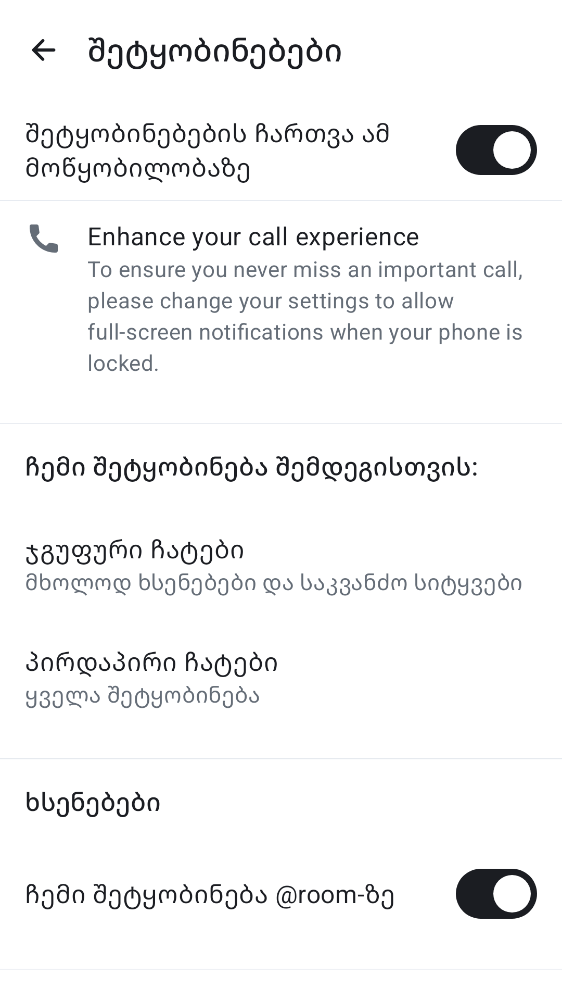 შეტყობინებები
შეტყობინებების ჩართვა ამ
მოწყობილობაზე
Enhance your call experience
To ensure you never miss an important call,
please change your settings to allow
full-screen notifications when your phone is
locked.
ჩემი შეტყობინება შემდეგისთვის:
ჯგუფური ჩატები
მხოლოდ ხსენებები და საკვანძო სიტყვები
პირდაპირი ჩატები
ყველა შეტყობინება
ხსენებები
ჩემი შეტყობინება @room-ზე